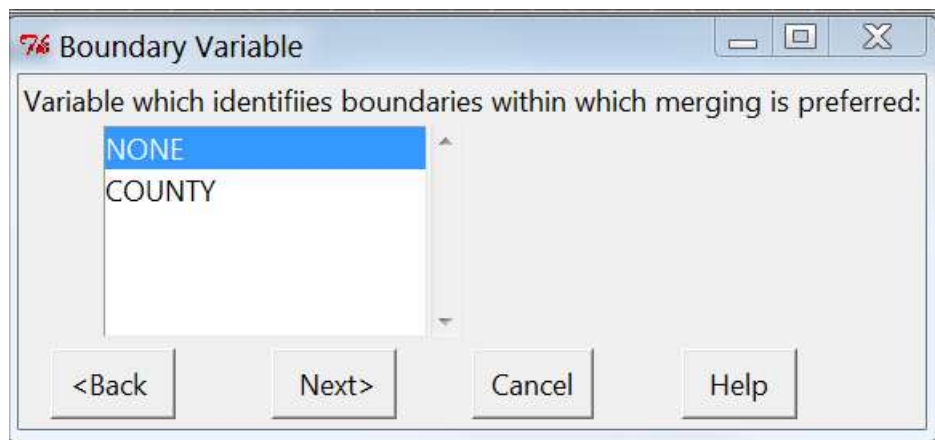 Boundary Variable
Variable which identifiies boundaries within which merging is preferred:
NONE
COUNTY
<Back Next> Cancel Help